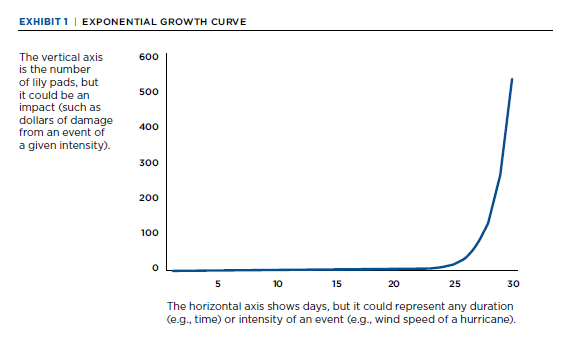 EXHIBIT 1 | EXPONENTIAL GROWTH CURVE
The vertical axis
is the number
of lily pads, but
it could be an
impact (such as
dollars of damage
from an event of
a given intensity).
600
500
400
300
200
100
0
5 10 15 20 25 30
The horizontal axis shows days, but it could represent any duration
(e.g., time) or intensity of an event (e.g., wind speed of a hurricane).